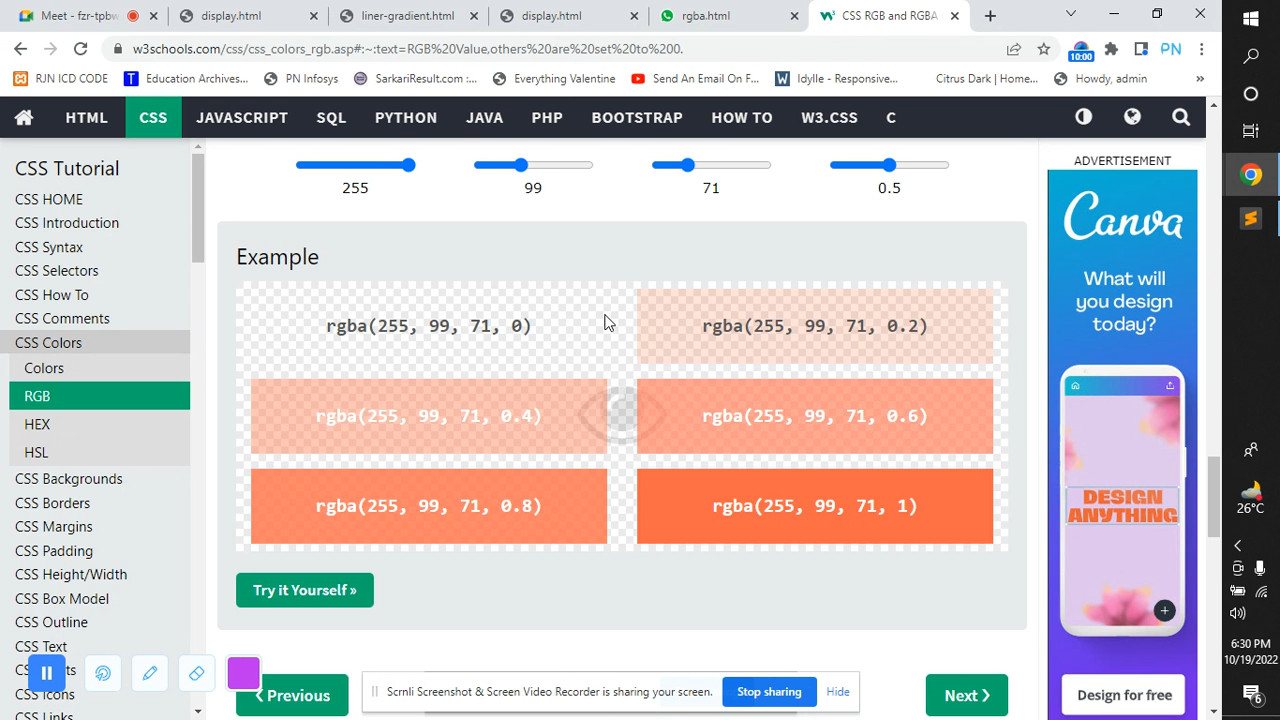 Meet - fzr-tpbw
display.html
liner-gradient.html
display.html
rgba.html
CSS RGB and RGBA
w3schools.com/css/css_colors_rgb.asp#:~:text=RGB%20Value,others%20are%20set%20to%200.
10:00
PN
RJN ICD CODE
Education Archives...
PN Infosys
SarkariResult.com :...
Everything Valentine
Send An Email On F...
Idylle - Responsive...
Citrus Dark | Home...
Howdy, admin
»
HTML
CSS
JAVASCRIPT
SQL
PYTHON
JAVA
PHP
BOOTSTRAP
HOW TO
W3.CSS
C
CSS Tutorial
CSS HOME
CSS Introduction
CSS Syntax
CSS Selectors
CSS How To
CSS Comments
CSS Colors
Colors
RGB
HEX
HSL
CSS Backgrounds
CSS Borders
CSS Margins
CSS Padding
CSS Height/Width
CSS Box Model
CSS Outline
CSS Text
CSS Icons
255
99
71
0.5
Example
rgba(255, 99, 71, 0)
rgba(255, 99, 71, 0.2)
rgba(255, 99, 71, 0.4)
rgba(255, 99, 71, 0.6)
rgba(255, 99, 71, 0.8)
rgba(255, 99, 71, 1)
Try it Yourself »
❮ Previous
Next ❯
Scrnli Screenshot & Screen Video Recorder is sharing your screen.
Stop sharing
Hide
ADVERTISEMENT
Canva
What will
you design
today?
DESIGN
ANYTHING
Design for free
26°C
6:30 PM
10/19/2022
6